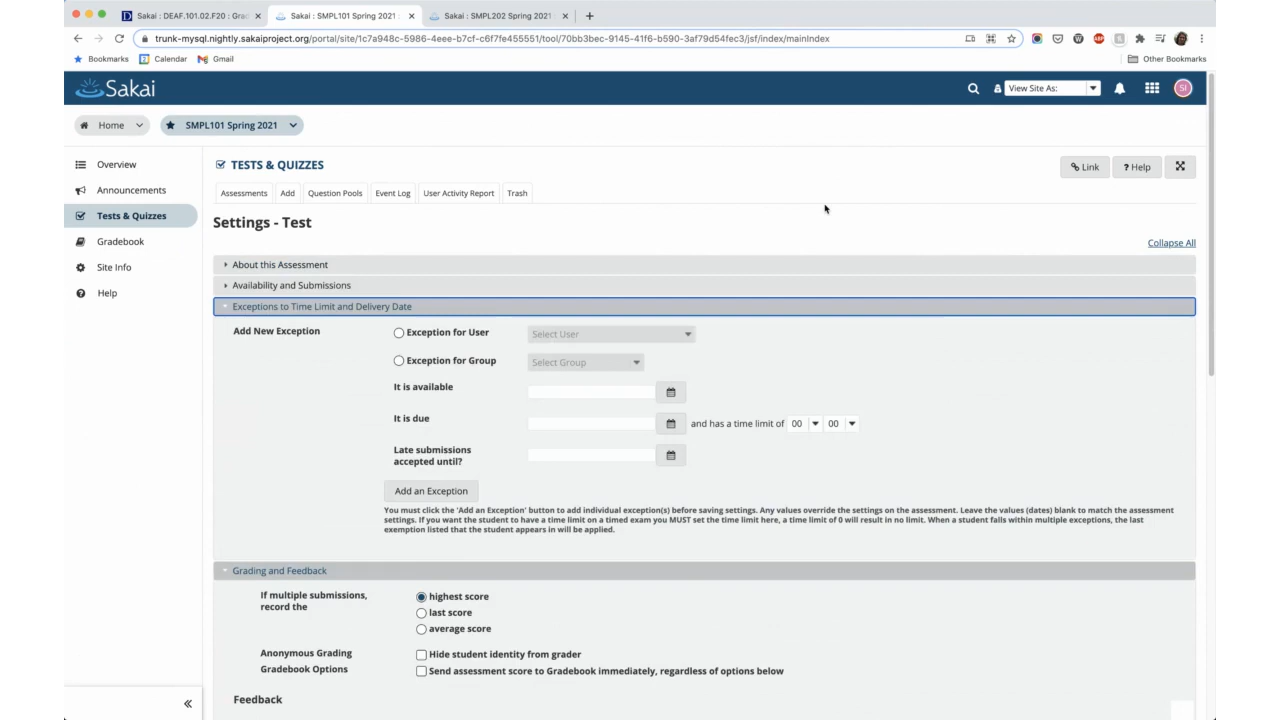 Sakai : DEAF.101.02.F20 : Grad
Sakai : SMPL101 Spring 2021 :
Sakai : SMPL202 Spring 2021 :
trunk-mysql.nightly.sakaiproject.org/portal/site/1c7a948c-5986-4eee-b7cf-c6f7fe455551/tool/70bb3bec-9145-41f6-b590-3af79d54fec3/jsf/index/mainIndex
Bookmarks
Calendar
Gmail
Other Bookmarks
Sakai
View Site As:
SI
Home
SMPL101 Spring 2021
Overview
Announcements
Tests & Quizzes
Gradebook
Site Info
Help
TESTS & QUIZZES
Link
? Help
Assessments
Add
Question Pools
Event Log
User Activity Report
Trash
Settings - Test
Collapse All
About this Assessment
Availability and Submissions
Exceptions to Time Limit and Delivery Date
Add New Exception
Exception for User
Select User
Exception for Group
Select Group
It is available
It is due
and has a time limit of 00 00
Late submissions
accepted until?
Add an Exception
You must click the 'Add an Exception' button to add individual exception(s) before saving settings. Any values override the settings on the assessment. Leave the values (dates) blank to match the assessment
settings. If you want the student to have a time limit on a timed exam you MUST set the time limit here, a time limit of 0 will result in no limit. When a student falls within multiple exceptions, the last
exemption listed that the student appears in will be applied.
Grading and Feedback
If multiple submissions,
record the
highest score
last score
average score
Anonymous Grading
Hide student identity from grader
Gradebook Options
Send assessment score to Gradebook immediately, regardless of options below
Feedback